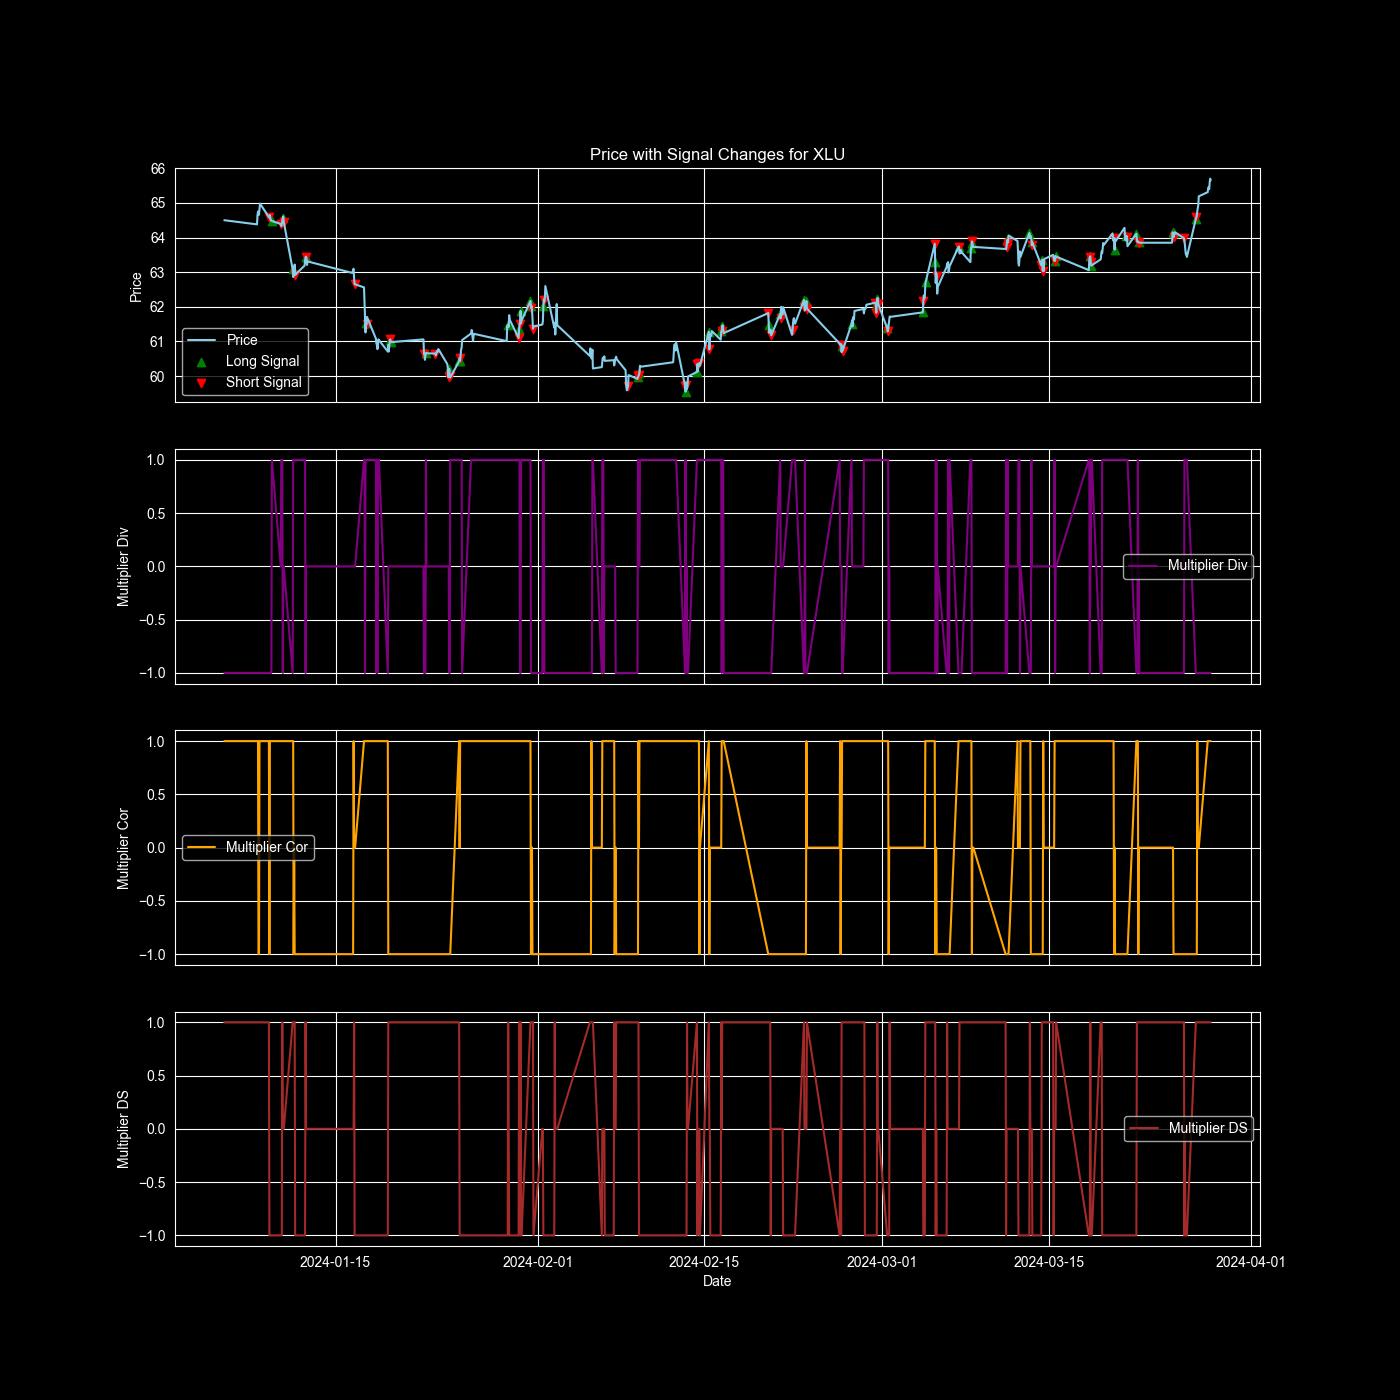 Price with Signal Changes for XLU
66
65
64
63
62
61
60
Price
Price
Long Signal
Short Signal
1.0
0.5
0.0
−0.5
−1.0
Multiplier Div
Multiplier Div
1.0
0.5
0.0
−0.5
−1.0
Multiplier Cor
Multiplier Cor
1.0
0.5
0.0
−0.5
−1.0
Multiplier DS
Multiplier DS
2024-01-15 2024-02-01 2024-02-15 2024-03-01 2024-03-15 2024-04-01
Date